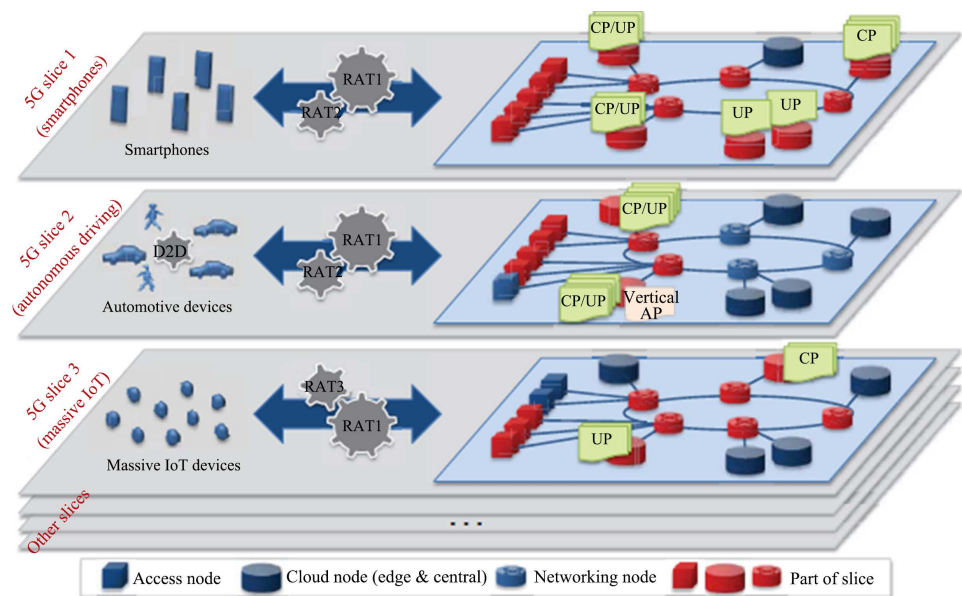 5G slice 1
(smartphones)
Smartphones
RAT1
RAT2
CP/UP
CP
CP/UP
UP
UP
5G slice 2
(autonomous driving)
D2D
Automotive devices
RAT1
RAT2
CP/UP
CP/UP
Vertical
AP
5G slice 3
(massive IoT)
Massive IoT devices
RAT3
RAT1
CP
UP
Other slices
...
Access node
Cloud node (edge & central)
Networking node
Part of slice